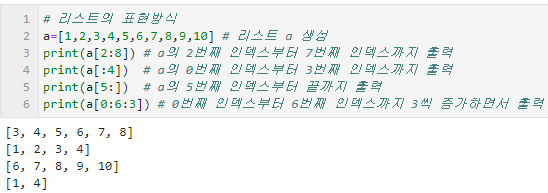 1 # 리스트의 표현방식
2 a=[1,2,3,4,5,6,7,8,9,10] # 리스트 a 생성
3 print(a[2:8]) # a의 2번째 인덱스부터 7번째 인덱스까지 출력
4 print(a[:4]) # a의 0번째 인덱스부터 3번째 인덱스까지 출력
5 print(a[5:]) # a의 5번째 인덱스부터 끝까지 출력
6 print(a[0:6:3]) # 0번째 인덱스부터 6번째 인덱스까지 3씩 증가하면서 출력
[3, 4, 5, 6, 7, 8]
[1, 2, 3, 4]
[6, 7, 8, 9, 10]
[1, 4]